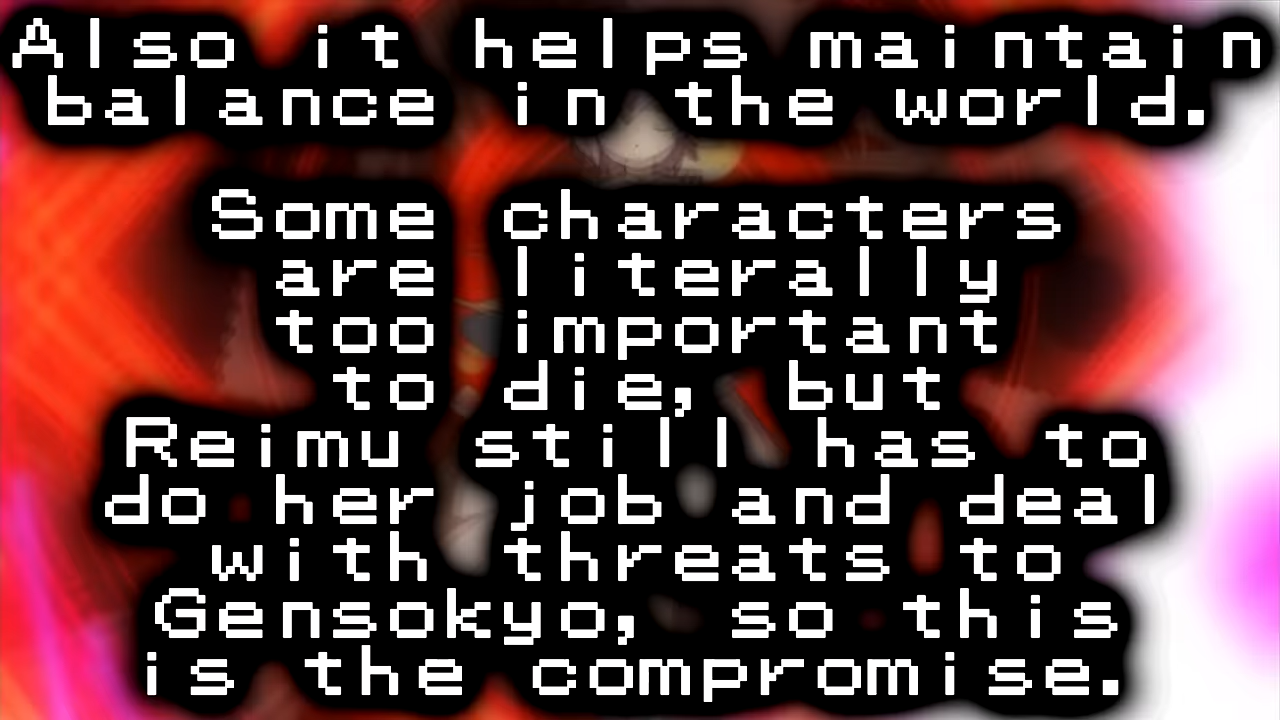 Also it helps maintain
balance in the world.
Some characters
are literally
too important
to die, but
Reimu still has to
do her job and deal
with threats to
Gensokyo, so this
is the compromise.